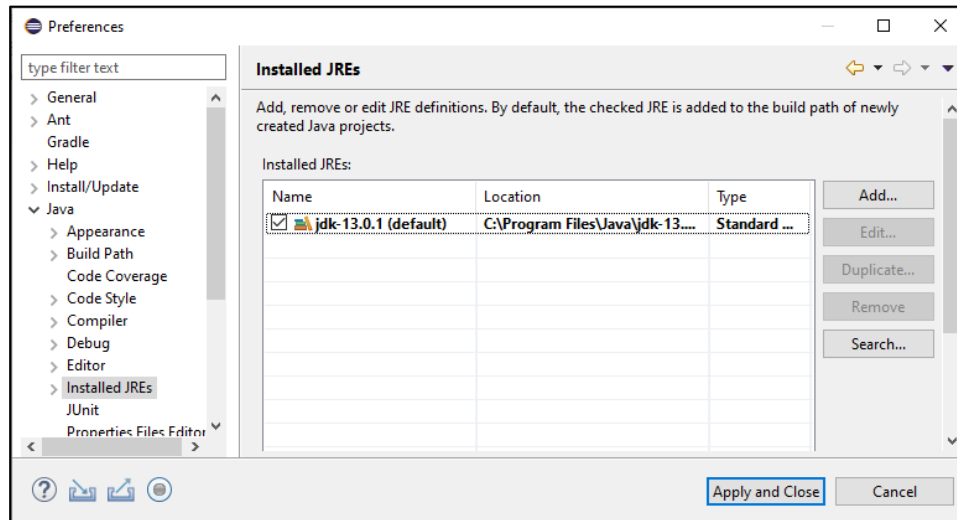 Preferences
type filter text
General
Ant
Gradle
Help
Install/Update
Java
Appearance
Build Path
Code Coverage
Code Style
Compiler
Debug
Editor
Installed JREs
JUnit
Properties Files Editor
Installed JREs
Add, remove or edit JRE definitions. By default, the checked JRE is added to the build path of newly
created Java projects.
Installed JREs:
Name Location Type
jdk-13.0.1 (default) C:\Program Files\Java\jdk-13.... Standard ...
Add...
Edit...
Duplicate...
Remove
Search...
Apply and Close
Cancel